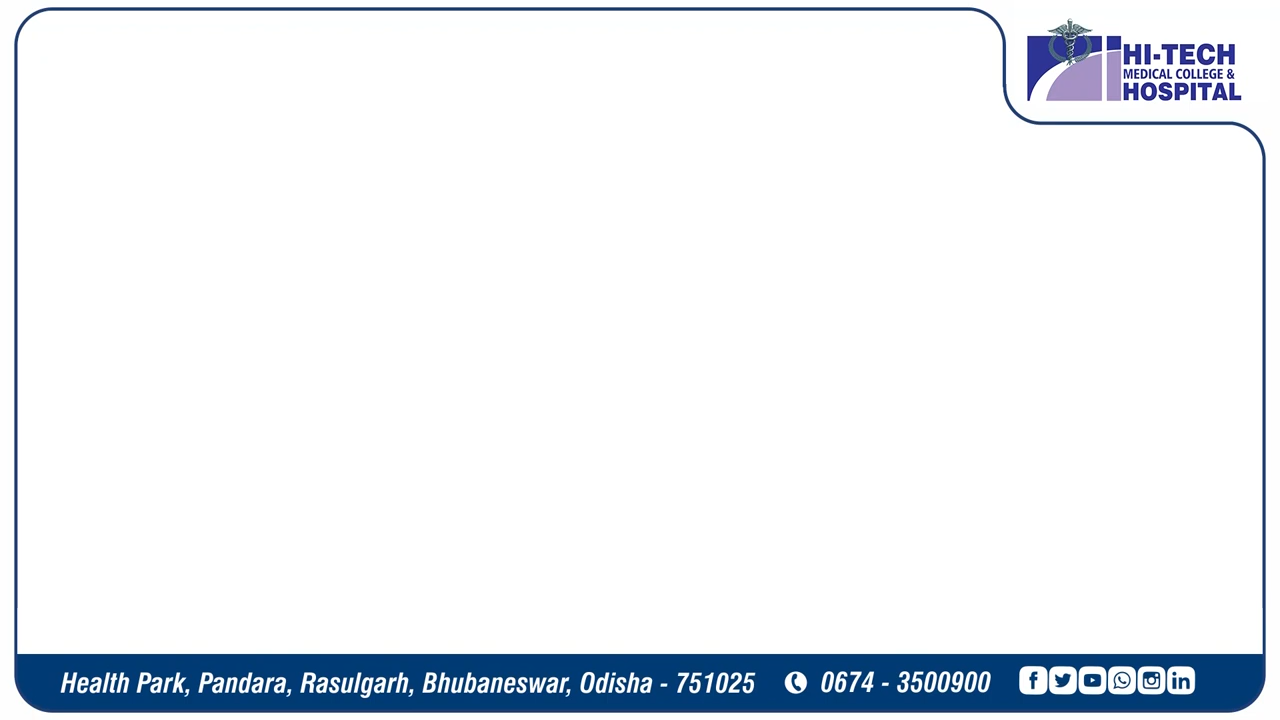 HI-TECH
MEDICAL COLLEGE &
HOSPITAL
Health Park, Pandara, Rasulgarh, Bhubaneswar, Odisha - 751025 0674 - 3500900